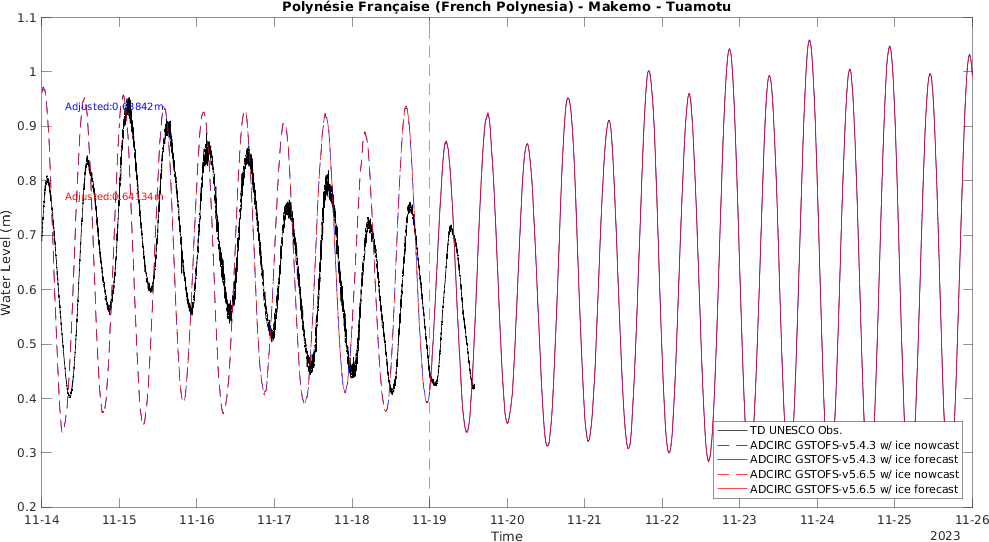 Polynésie Française (French Polynesia) - Makemo - Tuamotu
1.1
1
0.9
0.8
0.7
0.6
0.5
0.4
0.3
0.2
Water Level (m)
Adjusted:0.63842m
Adjusted:0.64134m
TD UNESCO Obs.
ADCIRC GSTOFS-v5.4.3 w/ ice nowcast
ADCIRC GSTOFS-v5.4.3 w/ ice forecast
ADCIRC GSTOFS-v5.6.5 w/ ice nowcast
ADCIRC GSTOFS-v5.6.5 w/ ice forecast
11-14 11-15 11-16 11-17 11-18 11-19 11-20 11-21 11-22 11-23 11-24 11-25 11-26
Time
2023